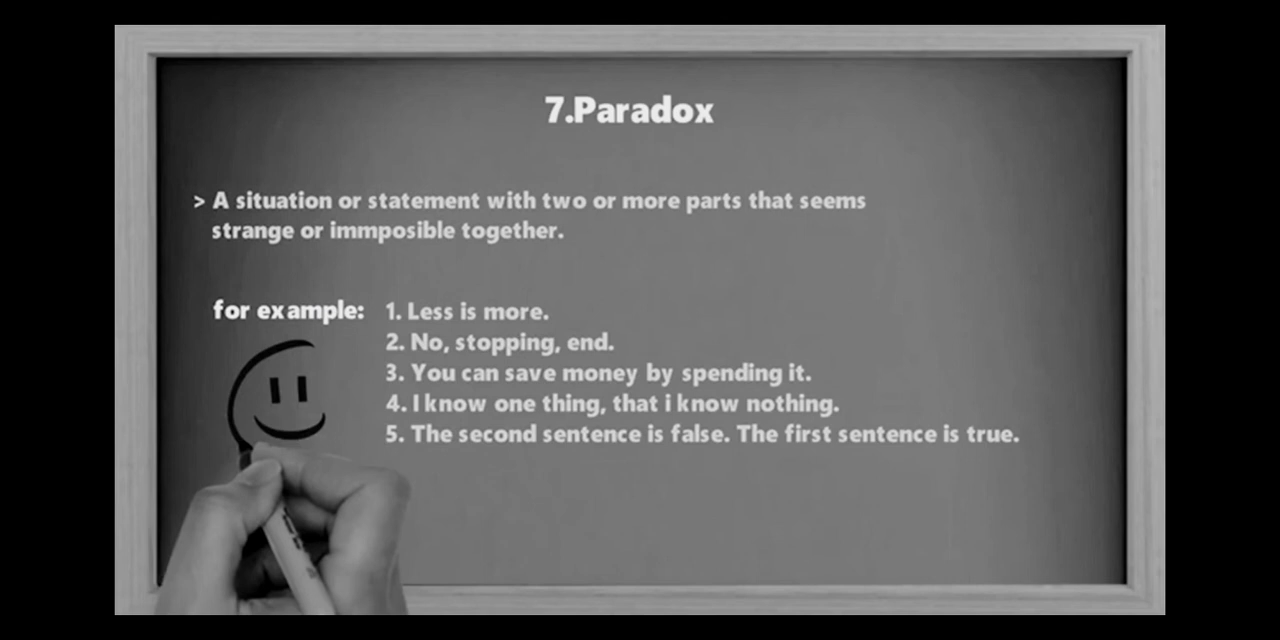 7.Paradox
> A situation or statement with two or more parts that seems
strange or immposible together.
for example: 1. Less is more.
2. No, stopping, end.
3. You can save money by spending it.
4. I know one thing, that i know nothing.
5. The second sentence is false. The first sentence is true.